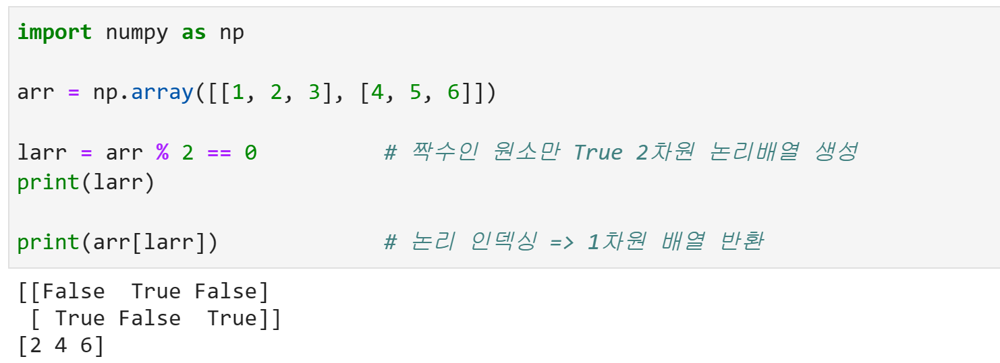 import numpy as np
arr = np.array([[1, 2, 3], [4, 5, 6]])
larr = arr % 2 == 0 # 짝수인 원소만 True 2차원 논리배열 생성
print(larr)
print(arr[larr]) # 논리 인덱싱 => 1차원 배열 반환
[[False  True False]
 [ True False  True]]
[2 4 6]